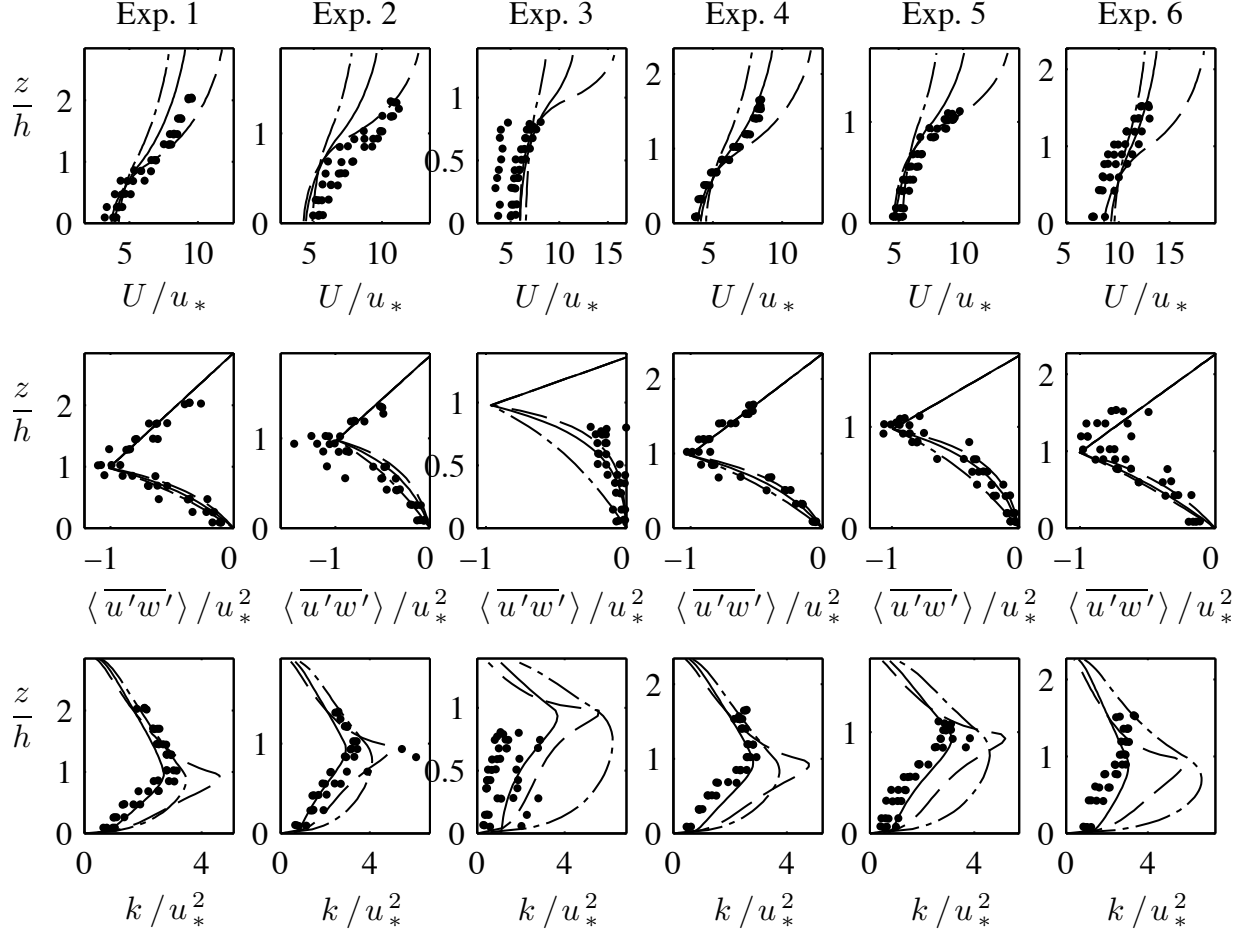 Exp. 1 Exp. 2 Exp. 3 Exp. 4 Exp. 5 Exp. 6
z/h
2 1 0
1 0
1 0.5 0
2 1 0
1 0
2 1 0
5 10 5 10 5 10 15 5 10 5 10 5 10 15
U / u* U / u* U / u* U / u* U / u* U / u*
z/h
2 1 0
1 0
1 0.5 0
2 1 0
1 0
2 1 0
−1 0 −1 0 −1 0 −1 0 −1 0 −1 0
⟨u′w′⟩/u*² ⟨u′w′⟩/u*² ⟨u′w′⟩/u*² ⟨u′w′⟩/u*² ⟨u′w′⟩/u*² ⟨u′w′⟩/u*²
z/h
2 1 0
1 0
1 0.5 0
2 1 0
1 0
2 1 0
0 4 0 4 0 4 0 4 0 4 0 4
k / u*² k / u*² k / u*² k / u*² k / u*² k / u*²